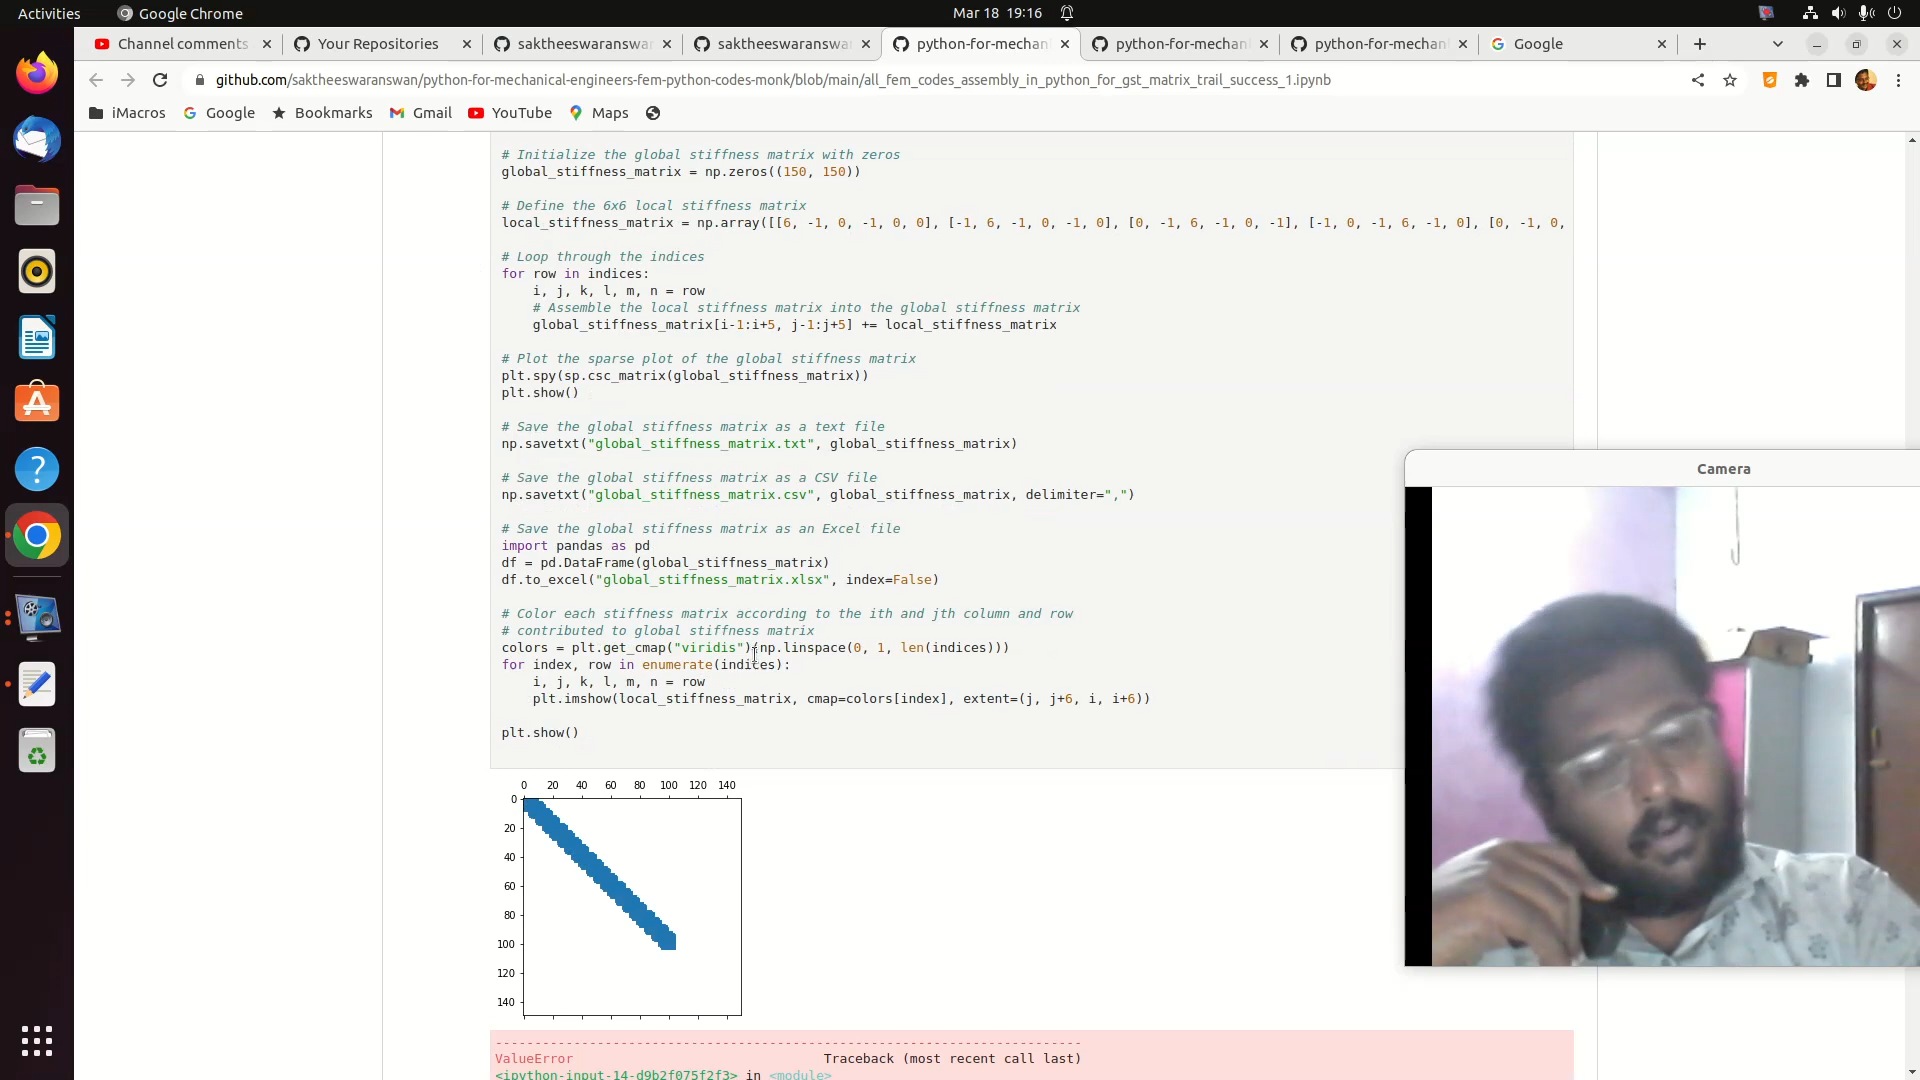 Activities
Google Chrome
Mar 18 19:16
Channel comments
Your Repositories
saktheeswaranswan
saktheeswaranswa
python-for-mechan
python-for-mechan
python-for-mechan
Google
github.com/saktheeswaranswan/python-for-mechanical-engineers-fem-python-codes-monk/blob/main/all_fem_codes_assembly_in_python_for_gst_matrix_trail_success_1.ipynb
iMacros
Google
Bookmarks
Gmail
YouTube
Maps
# Initialize the global stiffness matrix with zeros
global_stiffness_matrix = np.zeros((150, 150))
# Define the 6x6 local stiffness matrix
local_stiffness_matrix = np.array([[6, -1, 0, -1, 0, 0], [-1, 6, -1, 0, -1, 0], [0, -1, 6, -1, 0, -1], [-1, 0, -1, 6, -1, 0], [0, -1, 0,
# Loop through the indices
for row in indices:
i, j, k, l, m, n = row
# Assemble the local stiffness matrix into the global stiffness matrix
global_stiffness_matrix[i-1:i+5, j-1:j+5] += local_stiffness_matrix
# Plot the sparse plot of the global stiffness matrix
plt.spy(sp.csc_matrix(global_stiffness_matrix))
plt.show()
# Save the global stiffness matrix as a text file
np.savetxt("global_stiffness_matrix.txt", global_stiffness_matrix)
# Save the global stiffness matrix as a CSV file
np.savetxt("global_stiffness_matrix.csv", global_stiffness_matrix, delimiter=",")
# Save the global stiffness matrix as an Excel file
import pandas as pd
df = pd.DataFrame(global_stiffness_matrix)
df.to_excel("global_stiffness_matrix.xlsx", index=False)
# Color each stiffness matrix according to the ith and jth column and row
# contributed to global stiffness matrix
colors = plt.get_cmap("viridis")(np.linspace(0, 1, len(indices)))
for index, row in enumerate(indices):
i, j, k, l, m, n = row
plt.imshow(local_stiffness_matrix, cmap=colors[index], extent=(j, j+6, i, i+6))
plt.show()
0 20 40 60 80 100 120 140
0
20
40
60
80
100
120
140
Camera
---------------------------------------------------------------------------
ValueError Traceback (most recent call last)
<ipython-input-14-d9b2f075f2f3> in <module>